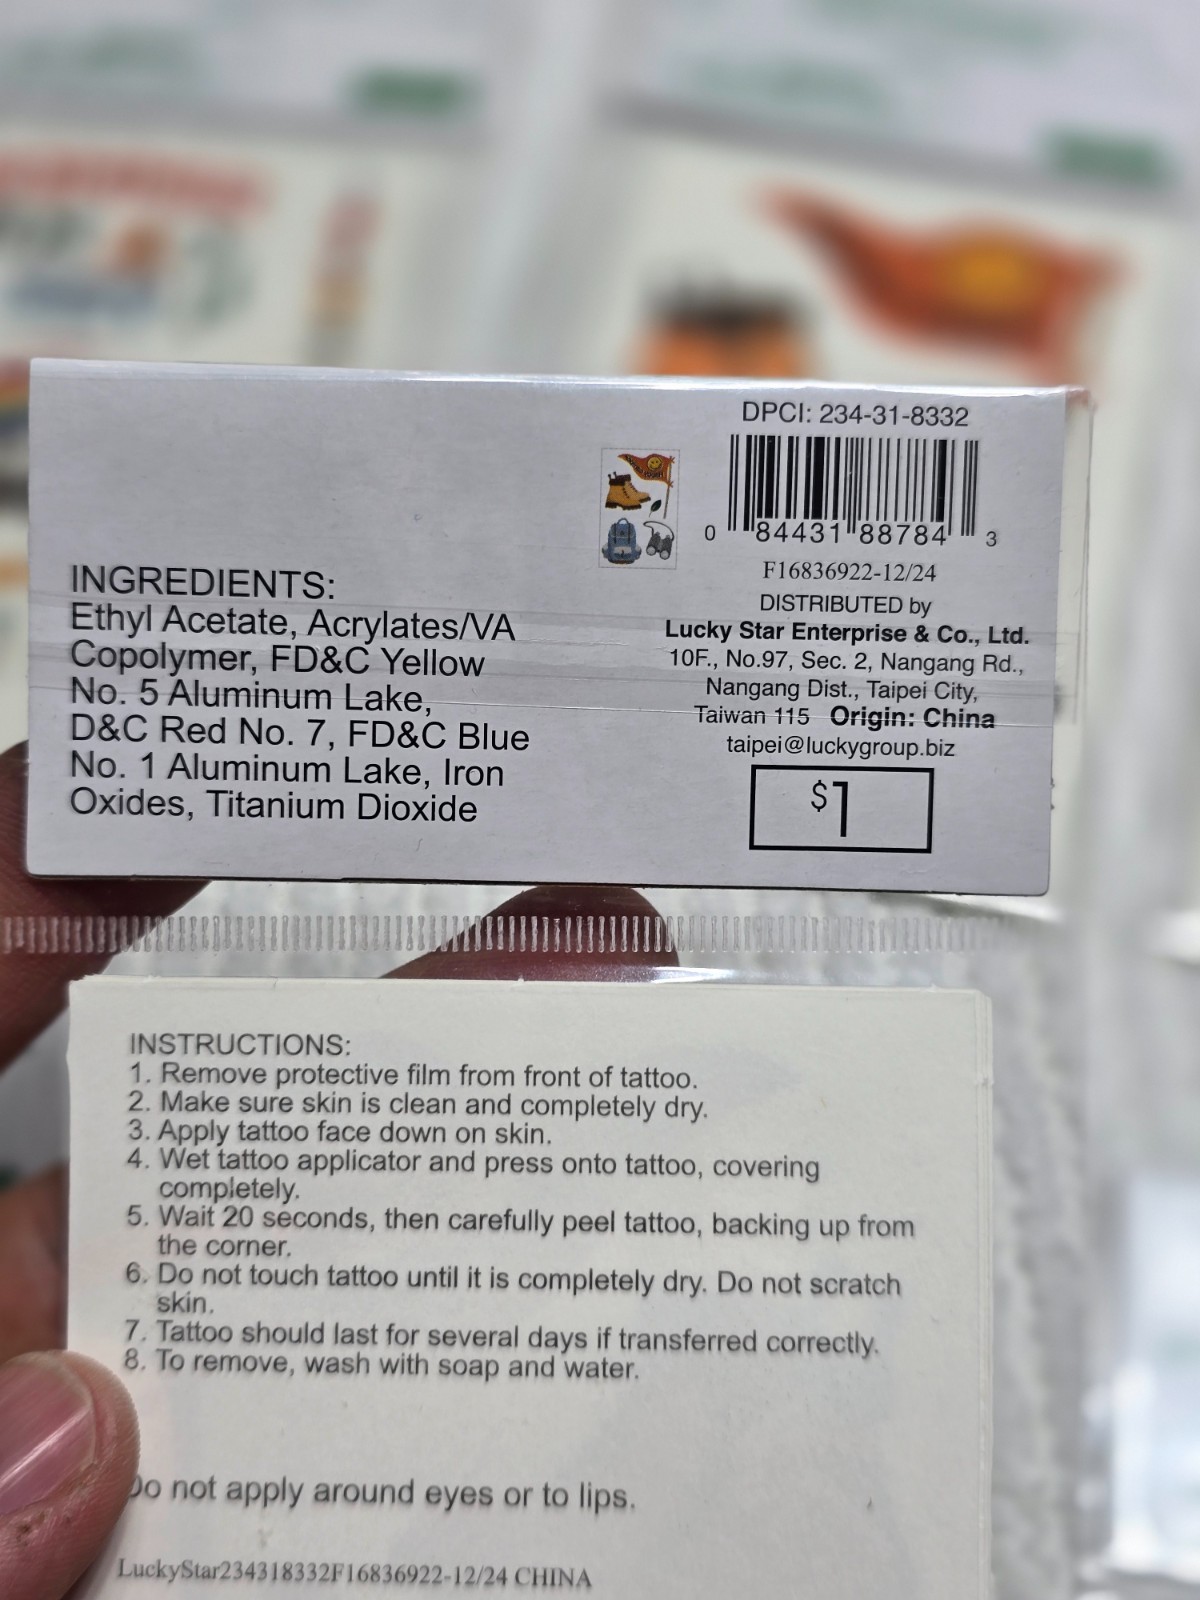 DPCI: 234-31-8332
0 84431 88784 3
F16836922-12/24
DISTRIBUTED by
Lucky Star Enterprise & Co., Ltd.
10F., No.97, Sec. 2, Nangang Rd.,
Nangang Dist., Taipei City,
Taiwan 115 Origin: China
taipei@luckygroup.biz
$1
INGREDIENTS:
Ethyl Acetate, Acrylates/VA
Copolymer, FD&C Yellow
No. 5 Aluminum Lake,
D&C Red No. 7, FD&C Blue
No. 1 Aluminum Lake, Iron
Oxides, Titanium Dioxide
INSTRUCTIONS:
1. Remove protective film from front of tattoo.
2. Make sure skin is clean and completely dry.
3. Apply tattoo face down on skin.
4. Wet tattoo applicator and press onto tattoo, covering
completely.
5. Wait 20 seconds, then carefully peel tattoo, backing up from
the corner.
6. Do not touch tattoo until it is completely dry. Do not scratch
skin.
7. Tattoo should last for several days if transferred correctly.
8. To remove, wash with soap and water.
Do not apply around eyes or to lips.
LuckyStar234318332F16836922-12/24 CHINA